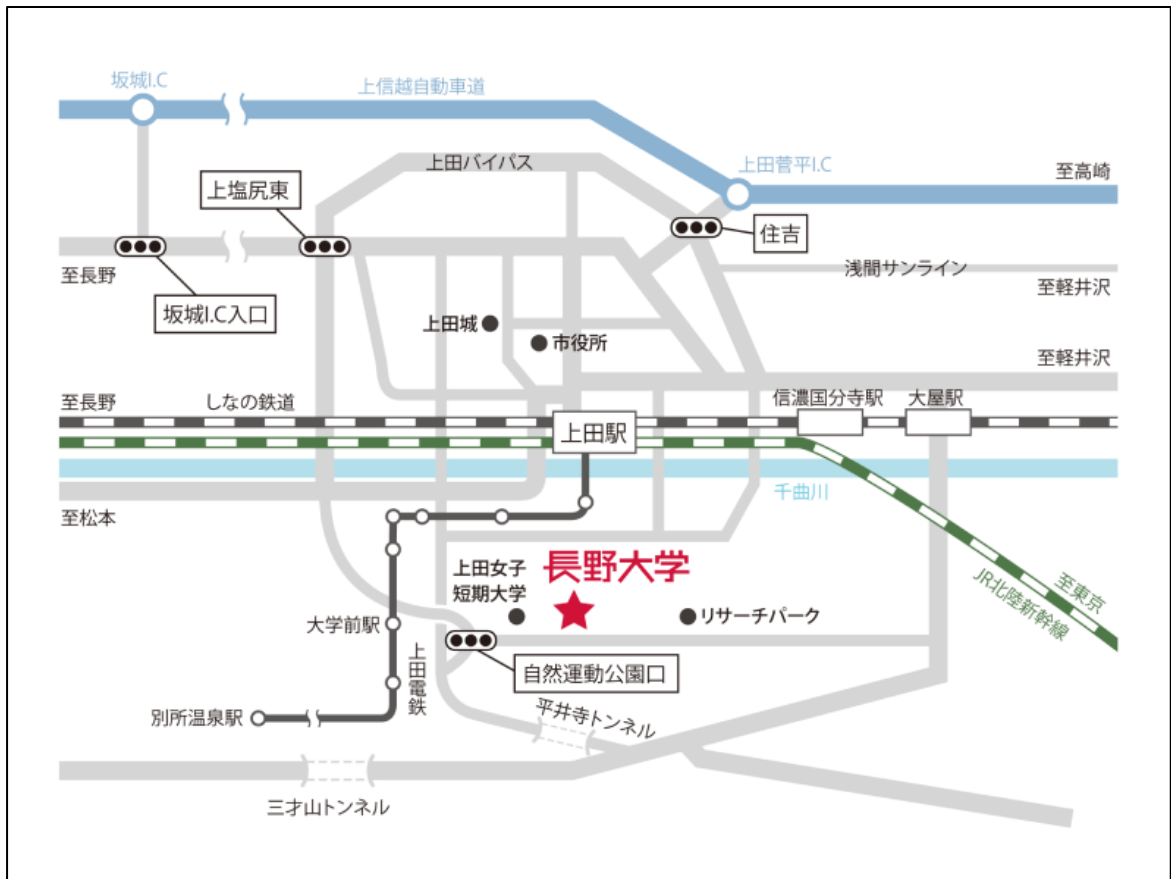 坂城I.C
上信越自動車道
上田バイパス
上田菅平I.C
至高崎
上塩尻東
住吉
浅間サンライン
至長野
至軽井沢
坂城I.C入口
上田城
市役所
至軽井沢
至長野
しなの鉄道
信濃国分寺駅
大屋駅
上田駅
千曲川
至松本
長野大学
上田女子
短期大学
リサーチパーク
至東京
JR北陸新幹線
大学前駅
上田電鉄
自然運動公園口
別所温泉駅
平井寺トンネル
三才山トンネル